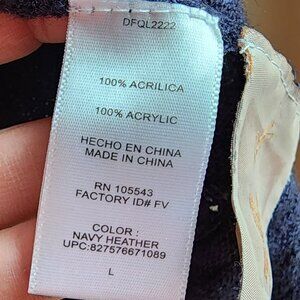 DFQL2222
100% ACRILICA
100% ACRYLIC
HECHO EN CHINA
MADE IN CHINA
RN 105543
FACTORY ID# FV
COLOR :
NAVY HEATHER
UPC:827576671089
L